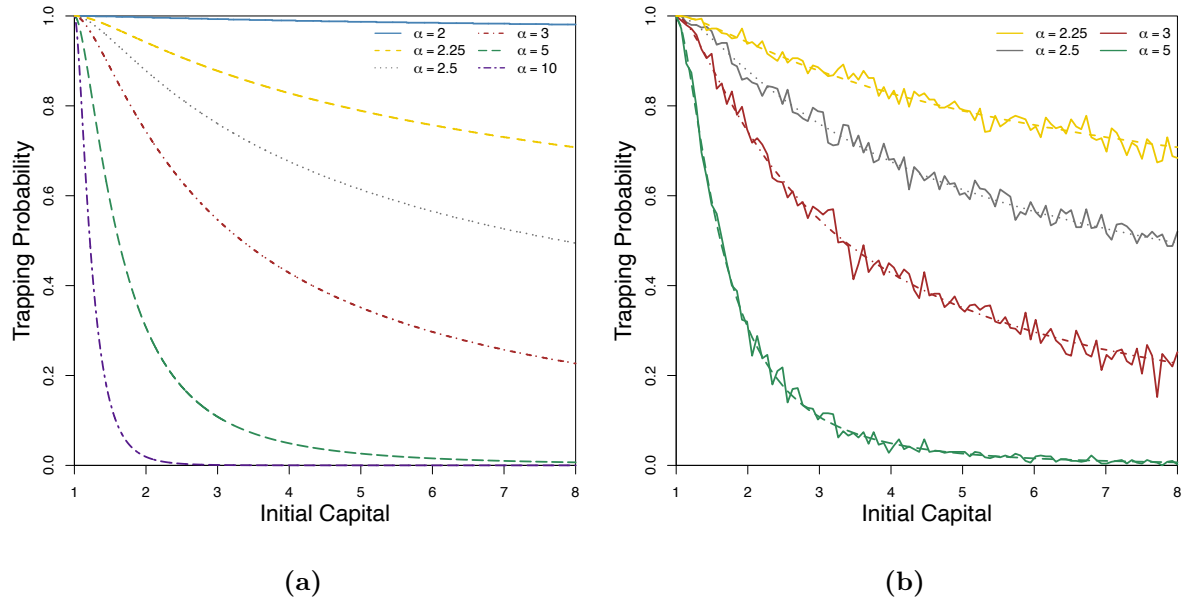 α = 2 α = 3
α = 2.25 α = 5
α = 2.5 α = 10
Trapping Probability
0.0 0.2 0.4 0.6 0.8 1.0
1 2 3 4 5 6 7 8
Initial Capital
(a)
α = 2.25 α = 3
α = 2.5 α = 5
Trapping Probability
0.0 0.2 0.4 0.6 0.8 1.0
1 2 3 4 5 6 7 8
Initial Capital
(b)